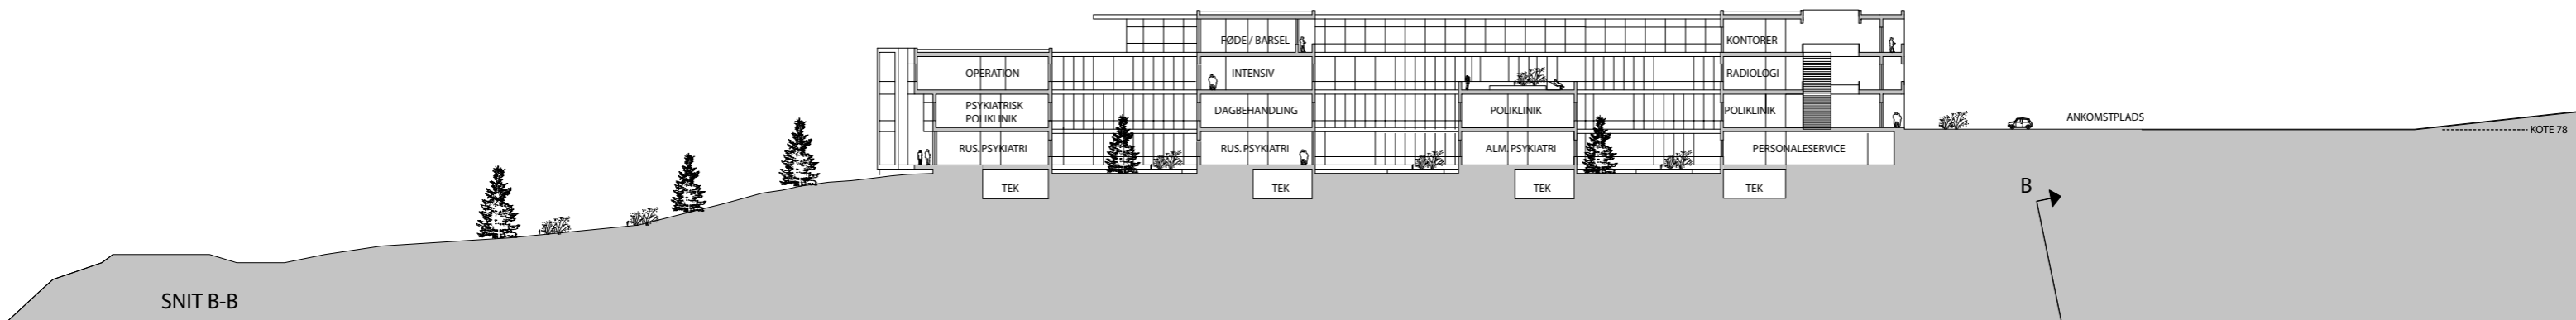 FØDE / BARSEL
KONTORER
OPERATION
INTENSIV
RADIOLOGI
PSYKIATRISK
POLIKLINIK
DAGBEHANDLING
POLIKLINIK
POLIKLINIK
ANKOMSTPLADS
KOTE 78
RUS. PSYKIATRI
RUS. PSYKIATRI
ALM. PSYKIATRI
PERSONALESERVICE
TEK
TEK
TEK
TEK
B
SNIT B-B